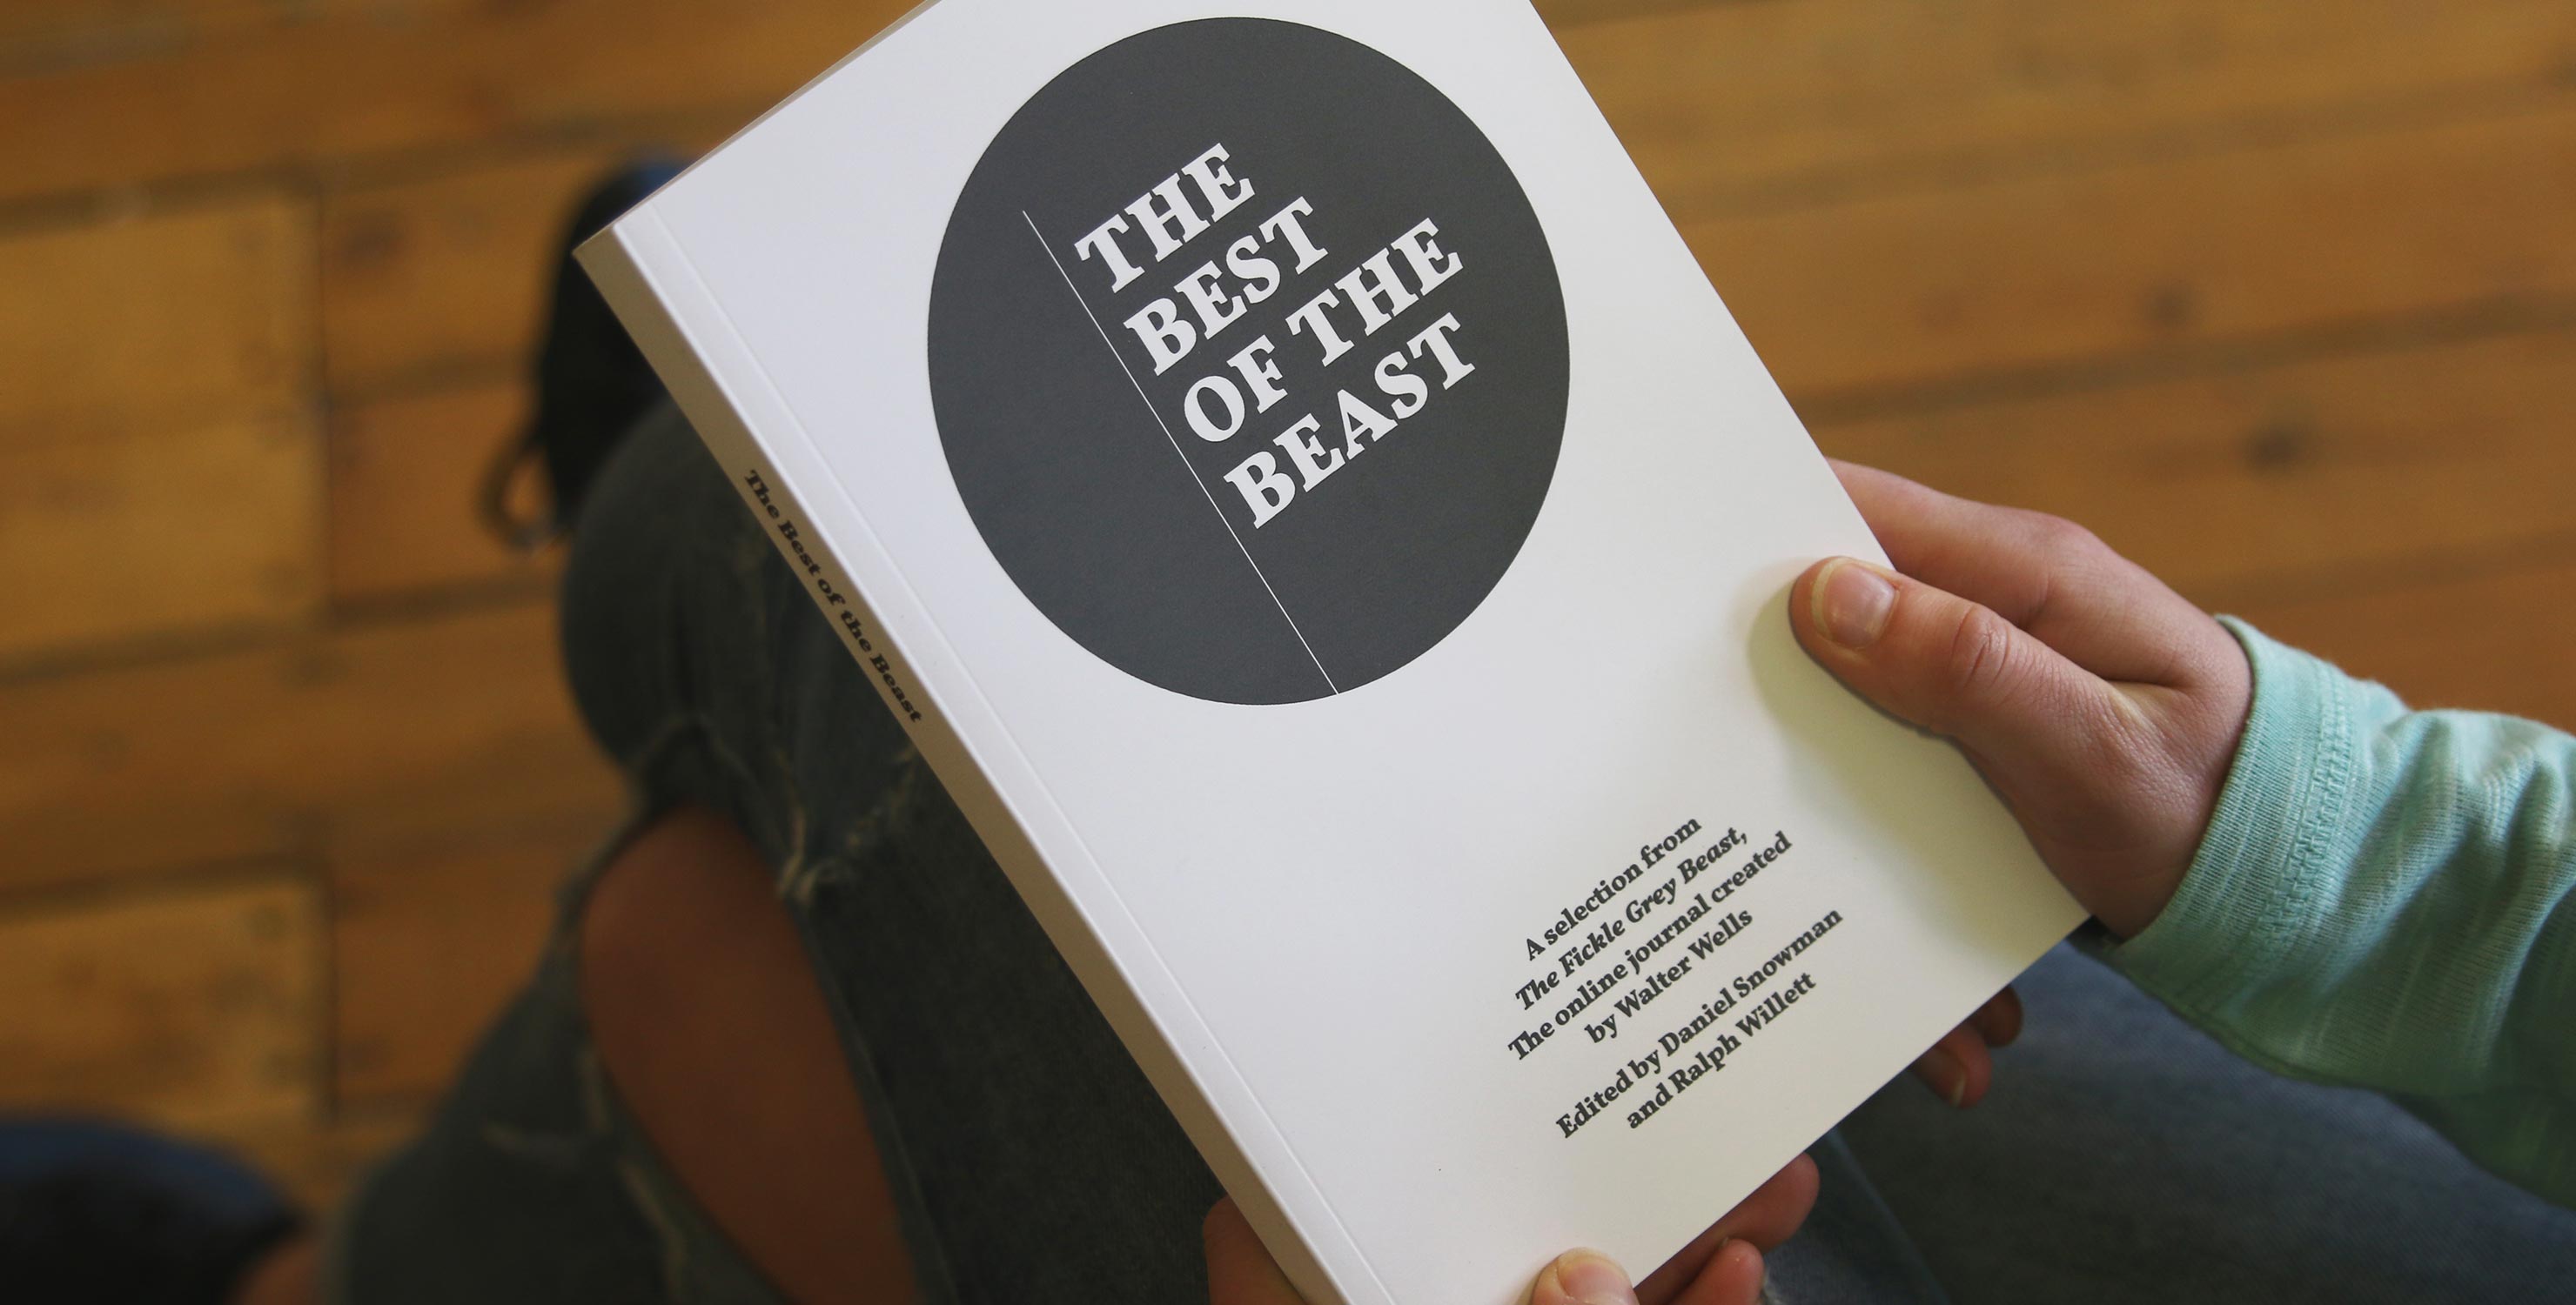 THE
BEST
OF THE
BEAST
A selection from
The Fickle Grey Beast,
The online journal created
by Walter Wells
Edited by Daniel Snowman
and Ralph Willett
The Best of the Beast